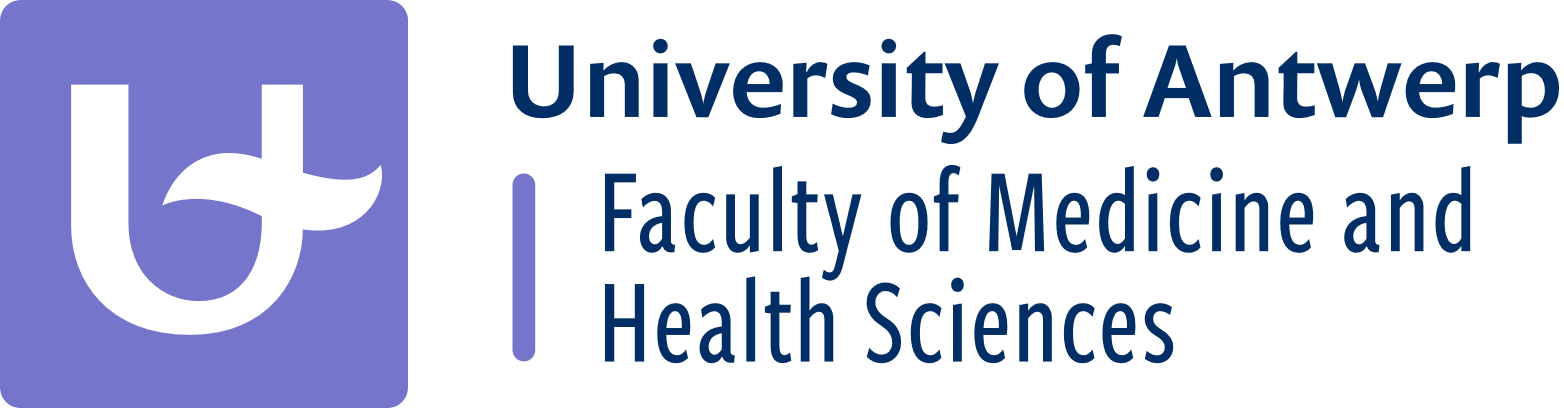 University of Antwerp
Faculty of Medicine and
Health Sciences